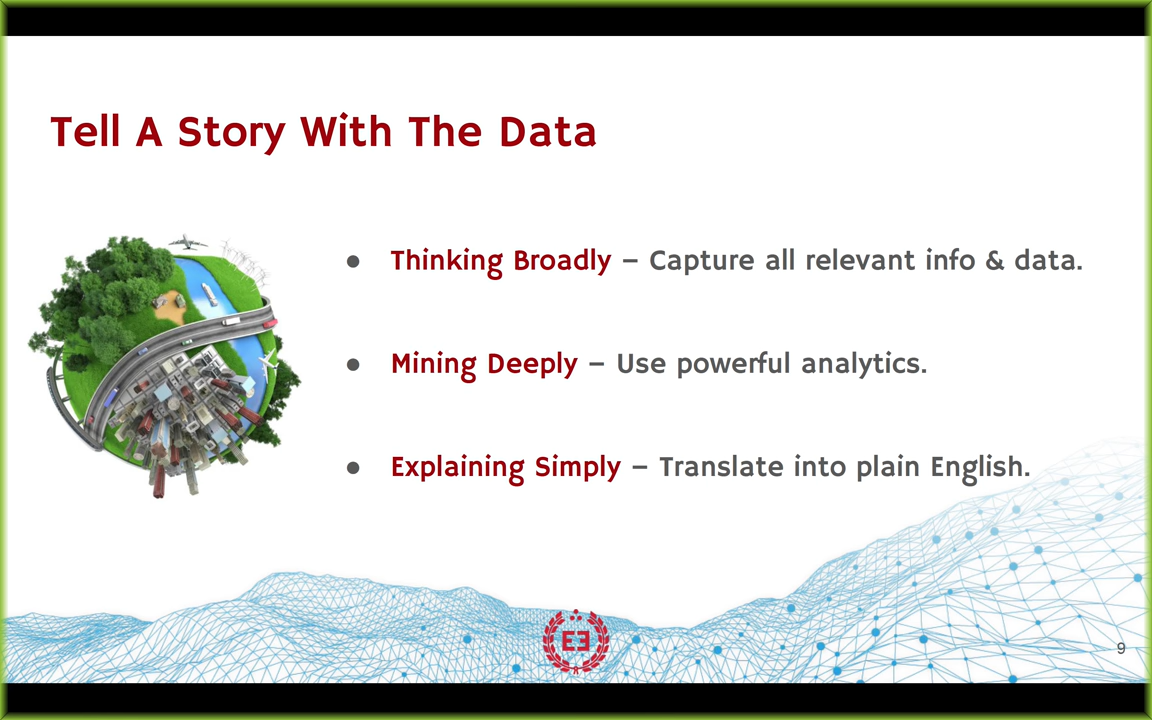 Tell A Story With The Data
● Thinking Broadly – Capture all relevant info & data.
● Mining Deeply – Use powerful analytics.
● Explaining Simply – Translate into plain English.
E3
9